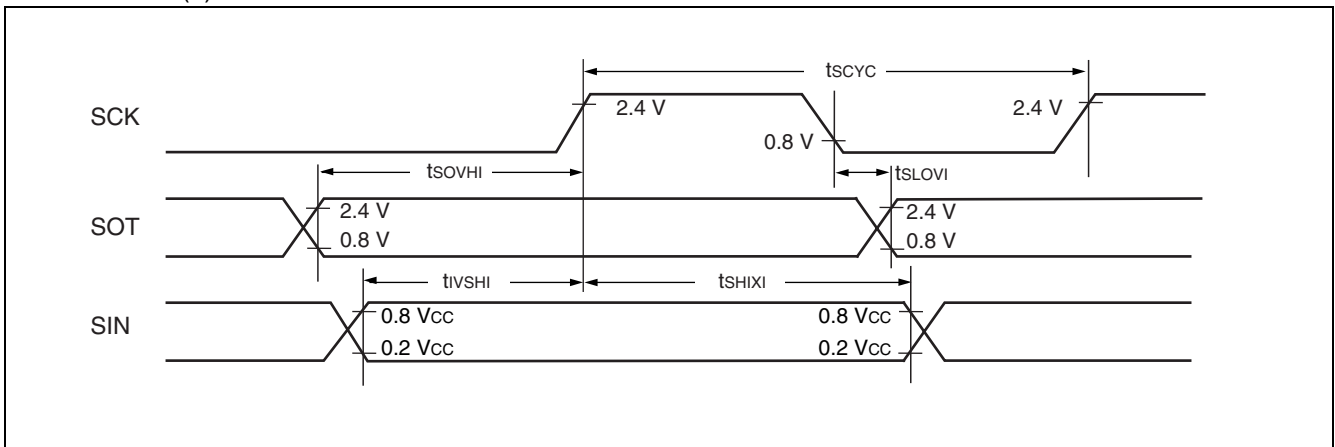 tSCYC
SCK
2.4 V
0.8 V
2.4 V
tSOVHI
tSLOVI
SOT
2.4 V
0.8 V
2.4 V
0.8 V
tIVSHI
tSHIXI
SIN
0.8 VCC
0.2 VCC
0.8 VCC
0.2 VCC